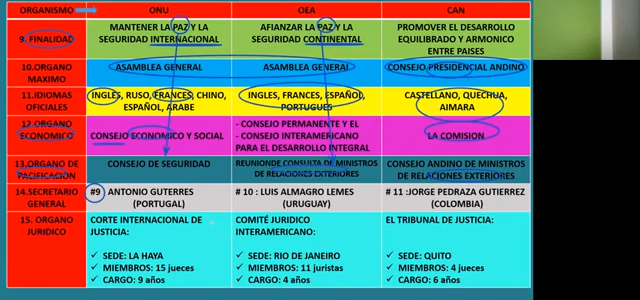 ORGANISMO
ONU
OEA
CAN
9. FINALIDAD
MANTENER LA PAZ Y LA
SEGURIDAD INTERNACIONAL
AFIANZAR LA PAZ Y LA
SEGURIDAD CONTINENTAL
PROMOVER EL DESARROLLO
EQUILIBRADO Y ARMONICO
ENTRE PAISES
10.ORGANO
MAXIMO
ASAMBLEA GENERAL
ASAMBLEA GENERAL
CONSEJO PRESIDENCIAL ANDINO
11.IDIOMAS
OFICIALES
INGLES, RUSO, FRANCES, CHINO,
ESPAÑOL, ÁRABE
INGLES, FRANCES, ESPAÑOL,
PORTUGUES
CASTELLANO, QUECHUA,
AIMARA
12.ORGANO
ECONOMICO
CONSEJO ECONOMICO Y SOCIAL
- CONSEJO PERMANENTE Y EL
- CONSEJO INTERAMERICANO
PARA EL DESARROLLO INTEGRAL
LA COMISION
13.ORGANO DE
PACIFICACION
CONSEJO DE SEGURIDAD
REUNIONDE CONSULTA DE MINISTROS
DE RELACIONES EXTERIORES
CONSEJO ANDINO DE MINISTROS
DE RELACIONES EXTERIORES
14.SECRETARIO
GENERAL
#9 ANTONIO GUTERRES
(PORTUGAL)
# 10 : LUIS ALMAGRO LEMES
(URUGUAY)
# 11 :JORGE PEDRAZA GUTIERREZ
(COLOMBIA)
15. ORGANO
JURIDICO
CORTE INTERNACIONAL DE
JUSTICIA:
✓ SEDE: LA HAYA
✓ MIEMBROS: 15 jueces
✓ CARGO: 9 años
COMITÉ JURIDICO
INTERAMERICANO:
✓ SEDE: RIO DE JANEIRO
✓ MIEMBROS: 11 juristas
✓ CARGO: 4 años
EL TRIBUNAL DE JUSTICIA:
✓ SEDE: QUITO
✓ MIEMBROS: 4 jueces
✓ CARGO: 6 años